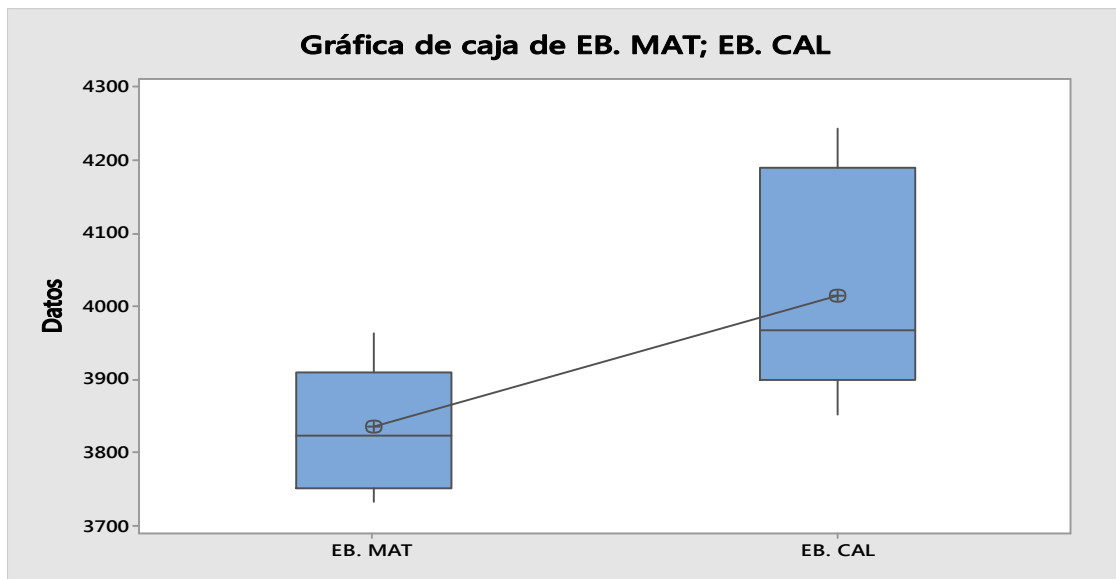 Gráfica de caja de EB. MAT; EB. CAL
4300
4200
4100
4000
3900
3800
3700
Datos
EB. MAT
EB. CAL